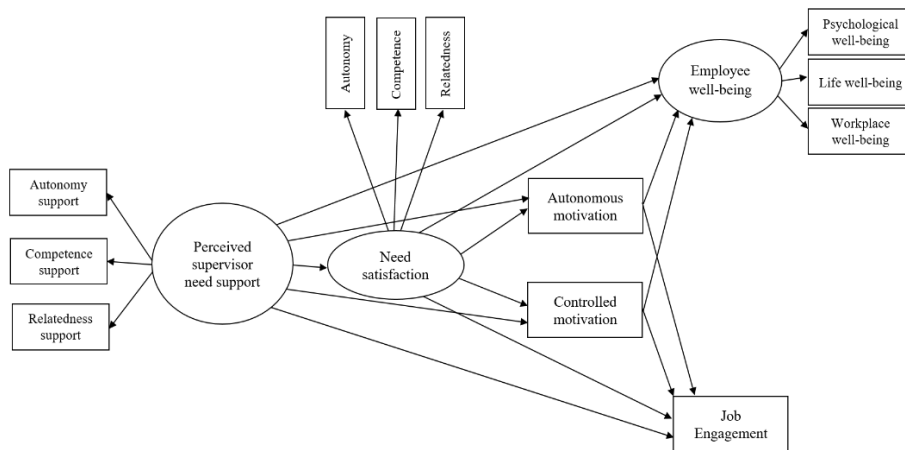 Autonomy
Competence
Relatedness
Employee
well-being
Psychological
well-being
Life well-being
Workplace
well-being
Autonomy
support
Competence
support
Relatedness
support
Perceived
supervisor
need support
Need
satisfaction
Autonomous
motivation
Controlled
motivation
Job
Engagement